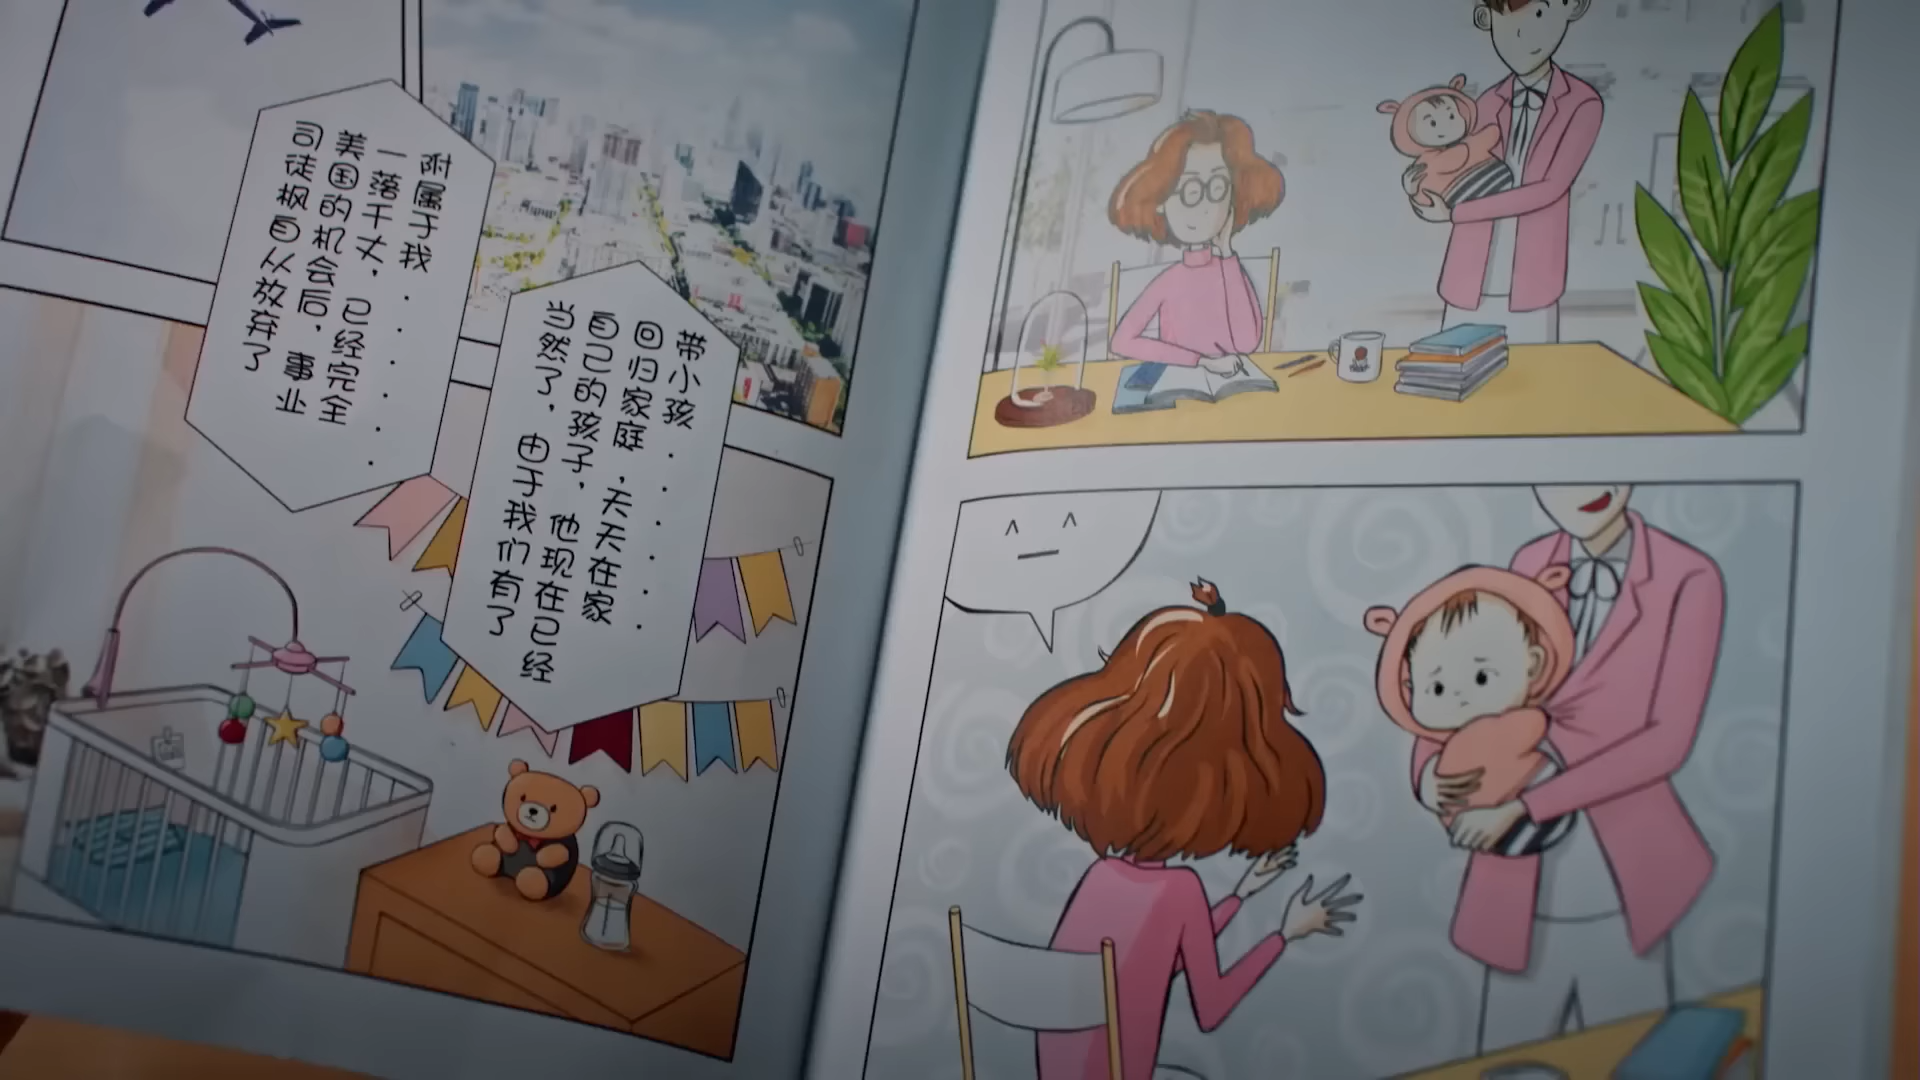 司徒枫自从放弃了
美国的机会后，事业
一落千丈，已经完全
附属于我......
当然了，由于我们有了
自己的孩子，他现在已经
回归家庭，天天在家
带小孩......